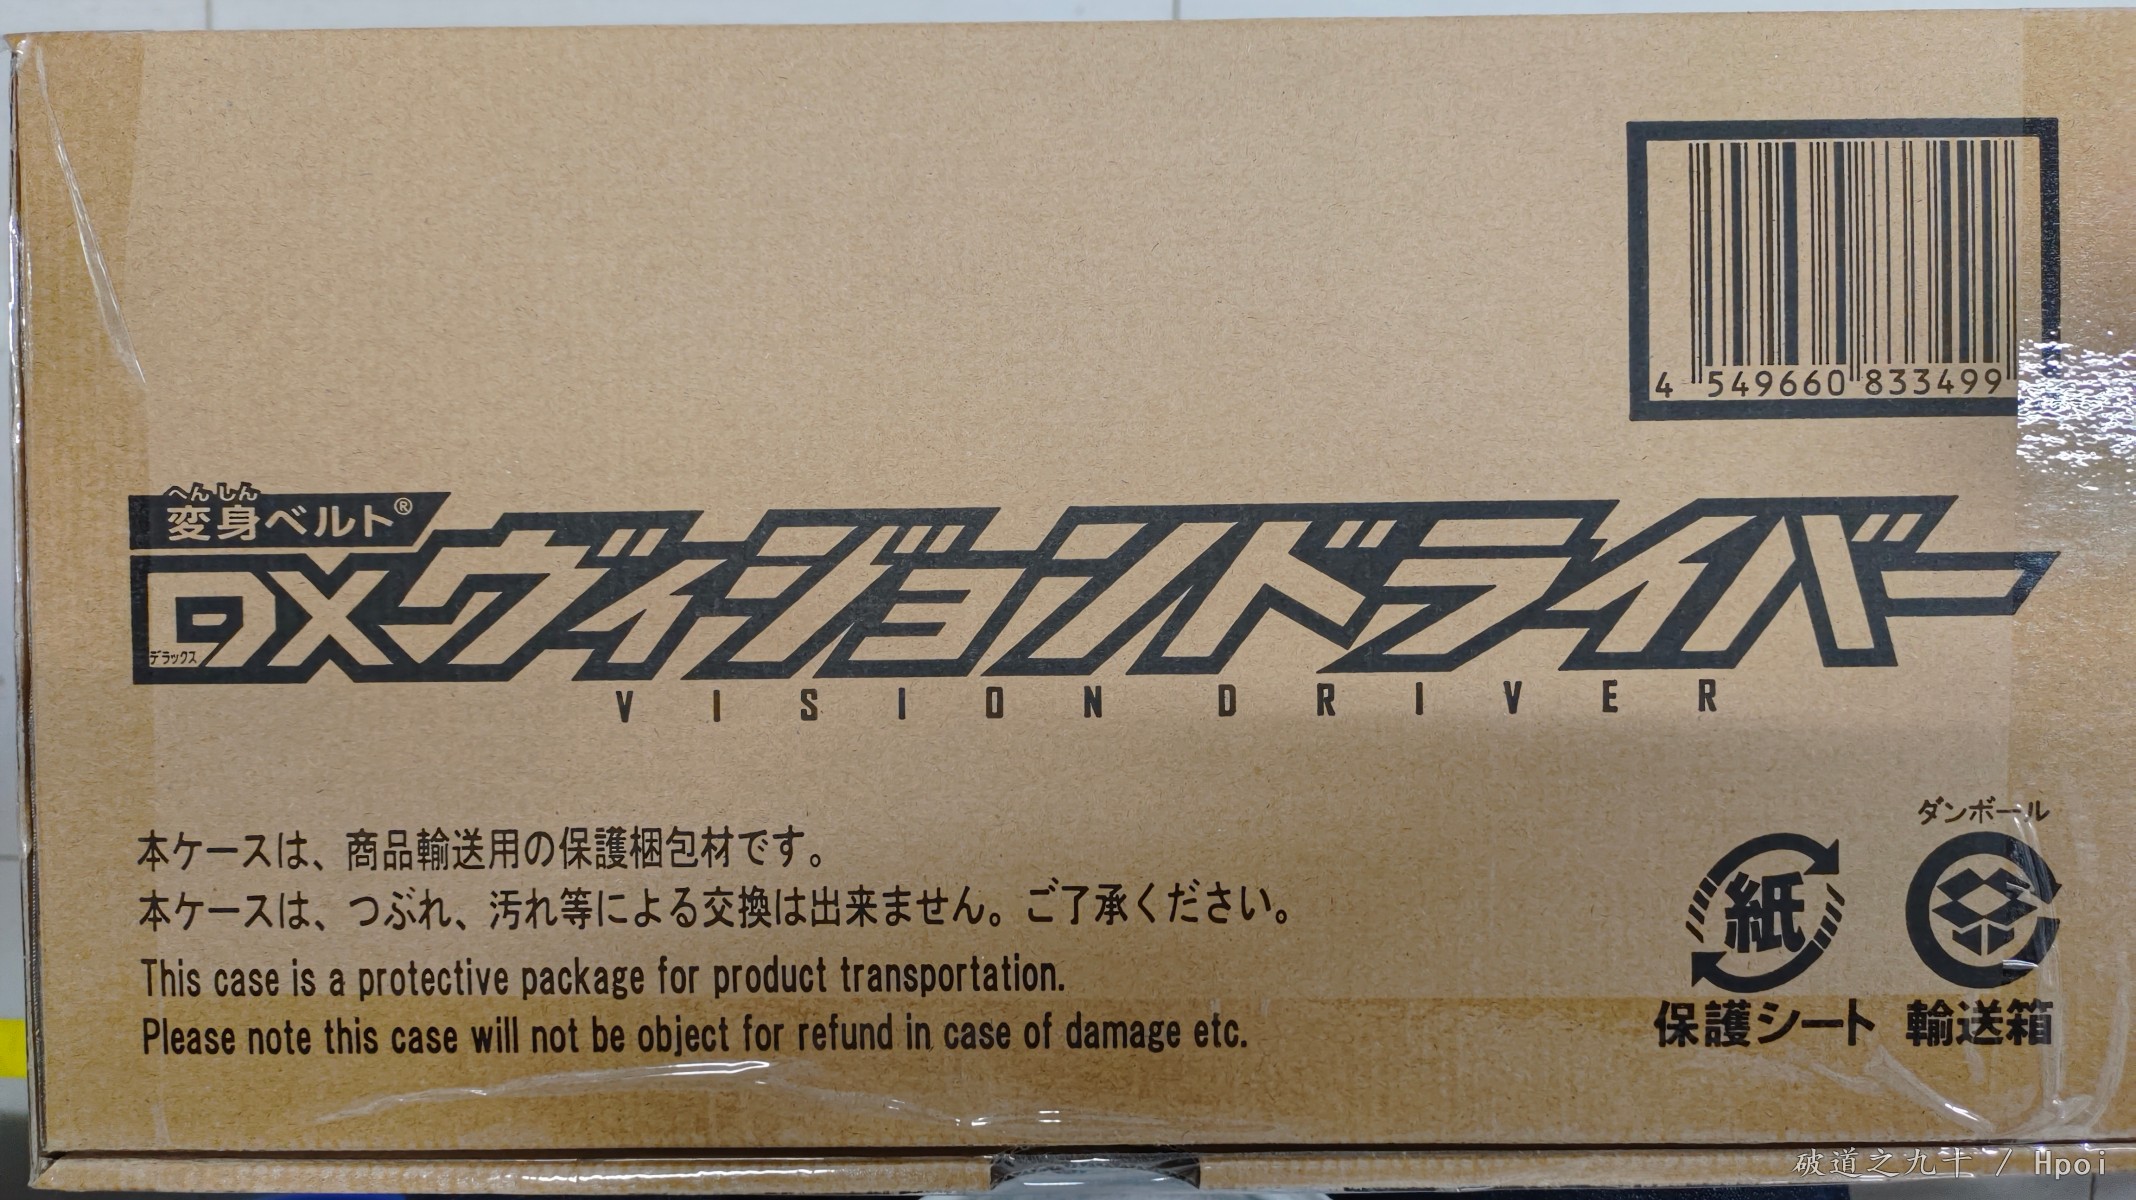 4 549660 833499
へんしん
変身ベルト®
DXヴィジョンドライバー
デラックス
VISION DRIVER
本ケースは、商品輸送用の保護梱包材です。
本ケースは、つぶれ、汚れ等による交換は出来ません。ご了承ください。
This case is a protective package for product transportation.
Please note this case will not be object for refund in case of damage etc.
紙
保護シート
ダンボール
輸送箱
破道之九十 / Hpoi